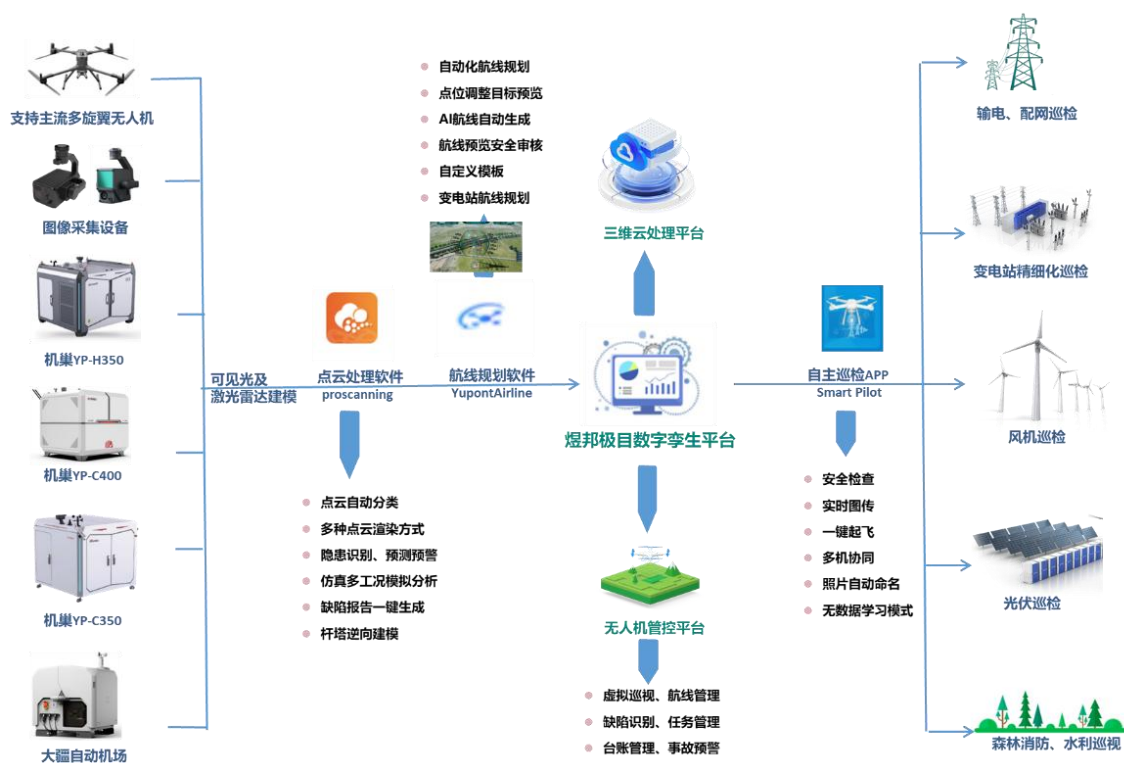 支持主流多旋翼无人机
图像采集设备
机巢YP-H350
机巢YP-C400
机巢YP-C350
大疆自动机场
可见光及
激光雷达建模
点云处理软件
proscanning
点云自动分类
多种点云渲染方式
隐患识别、预测预警
仿真多工况模拟分析
缺陷报告一键生成
杆塔逆向建模
自动化航线规划
点位调整目标预览
AI航线自动生成
航线预览安全审核
自定义模板
变电站航线规划
航线规划软件
YupontAirline
三维云处理平台
煜邦极目数字孪生平台
无人机管控平台
虚拟巡视、航线管理
缺陷识别、任务管理
台账管理、事故预警
自主巡检APP
Smart Pilot
安全检查
实时图传
一键起飞
多机协同
照片自动命名
无数据学习模式
输电、配网巡检
变电站精细化巡检
风机巡检
光伏巡检
森林消防、水利巡视